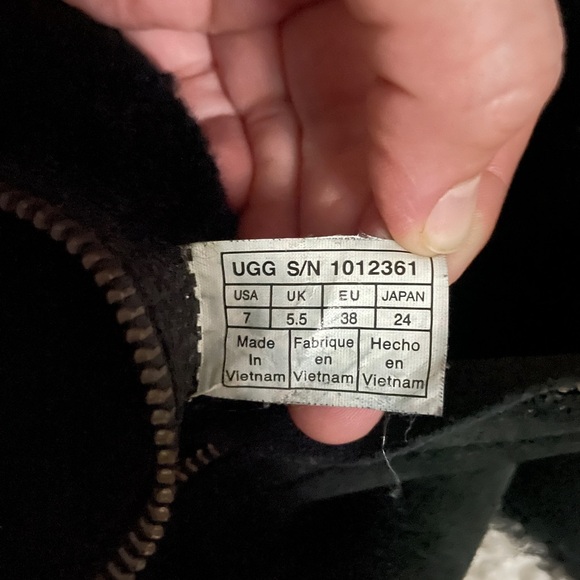 UGG S/N 1012361
USA UK EU JAPAN
7 5.5 38 24
Made Fabrique Hecho
In en en
Vietnam Vietnam Vietnam